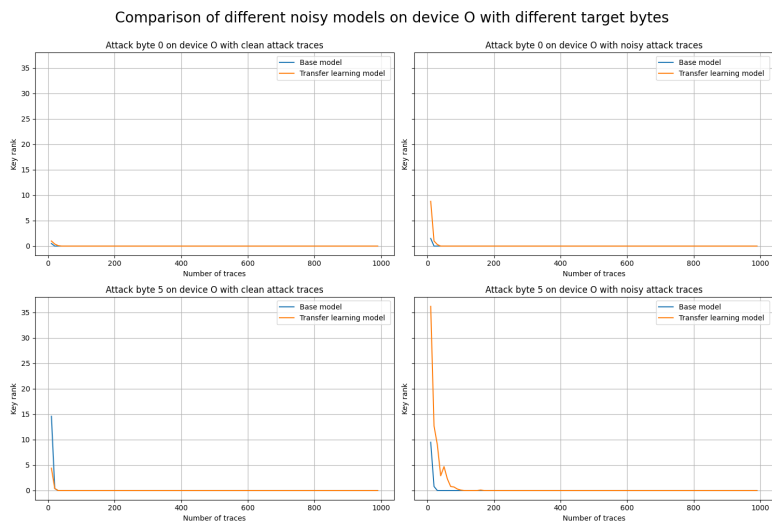 Comparison of different noisy models on device O with different target bytes
Attack byte 0 on device O with clean attack traces
Base model
Transfer learning model
35
30
25
20
15
10
5
0
Key rank
0 200 400 600 800 1000
Number of traces
Attack byte 0 on device O with noisy attack traces
Base model
Transfer learning model
Key rank
0 200 400 600 800 1000
Number of traces
Attack byte 5 on device O with clean attack traces
Base model
Transfer learning model
35
30
25
20
15
10
5
0
Key rank
0 200 400 600 800 1000
Number of traces
Attack byte 5 on device O with noisy attack traces
Base model
Transfer learning model
Key rank
0 200 400 600 800 1000
Number of traces